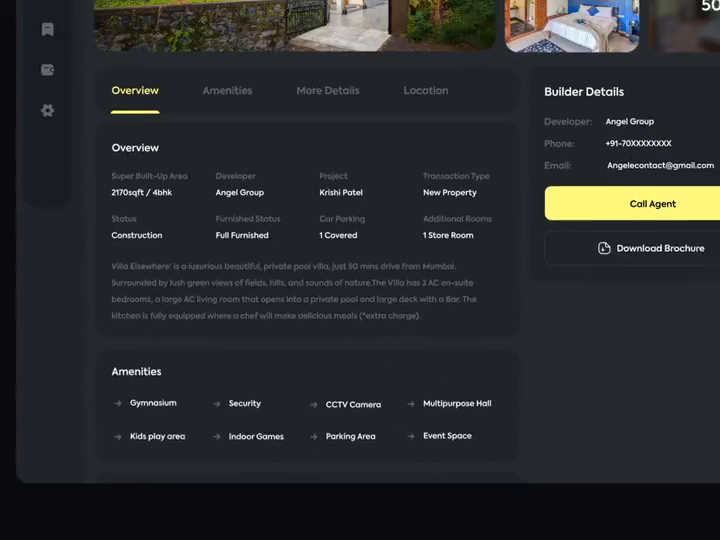 50
Overview Amenities More Details Location
Builder Details
Developer: Angel Group
Phone: +91-70XXXXXXXX
Email: Angelecontact@gmail.com
Call Agent
Download Brochure
Overview
Super Built-Up Area Developer Project Transaction Type
2170sqft / 4bhk Angel Group Krishi Patel New Property
Status Furnished Status Car Parking Additional Rooms
Construction Full Furnished 1 Covered 1 Store Room
Villa Elsewhere' is a luxurious beautiful, private pool villa, just 90 mins drive from Mumbai.
Surrounded by lush green views of fields, hills, and sounds of nature.The Villa has 3 AC en-suite
bedrooms, a large AC living room that opens into a private pool and large deck with a Bar. The
kitchen is fully equipped where a chef will make delicious meals (*extra charge).
Amenities
Gymnasium Security CCTV Camera Multipurpose Hall
Kids play area Indoor Games Parking Area Event Space